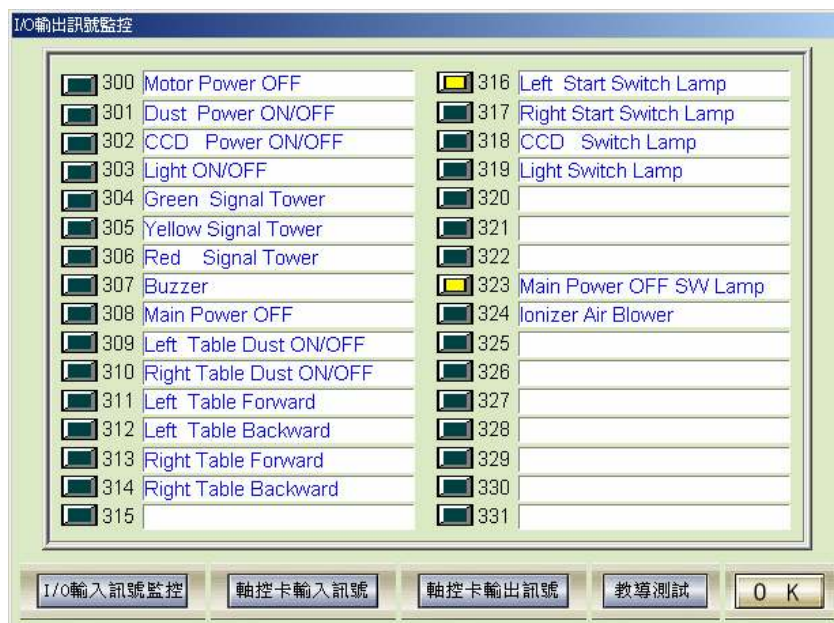 I/O輸出訊號監控
300 Motor Power OFF
301 Dust Power ON/OFF
302 CCD Power ON/OFF
303 Light ON/OFF
304 Green Signal Tower
305 Yellow Signal Tower
306 Red Signal Tower
307 Buzzer
308 Main Power OFF
309 Left Table Dust ON/OFF
310 Right Table Dust ON/OFF
311 Left Table Forward
312 Left Table Backward
313 Right Table Forward
314 Right Table Backward
315
316 Left Start Switch Lamp
317 Right Start Switch Lamp
318 CCD Switch Lamp
319 Light Switch Lamp
320
321
322
323 Main Power OFF SW Lamp
324 Ionizer Air Blower
325
326
327
328
329
330
331
I/O輸入訊號監控
軸控卡輸入訊號
軸控卡輸出訊號
教導測試
O K